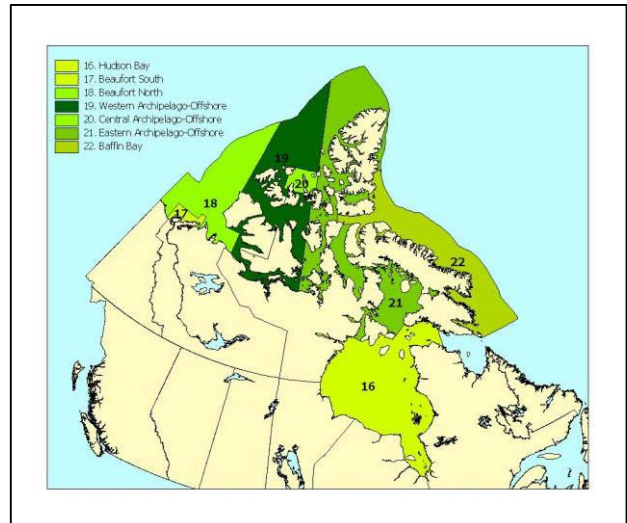 16. Hudson Bay
17. Beaufort South
18. Beaufort North
19. Western Archipelago-Offshore
20. Central Archipelago-Offshore
21. Eastern Archipelago-Offshore
22. Baffin Bay
19
20
18
17
22
21
16